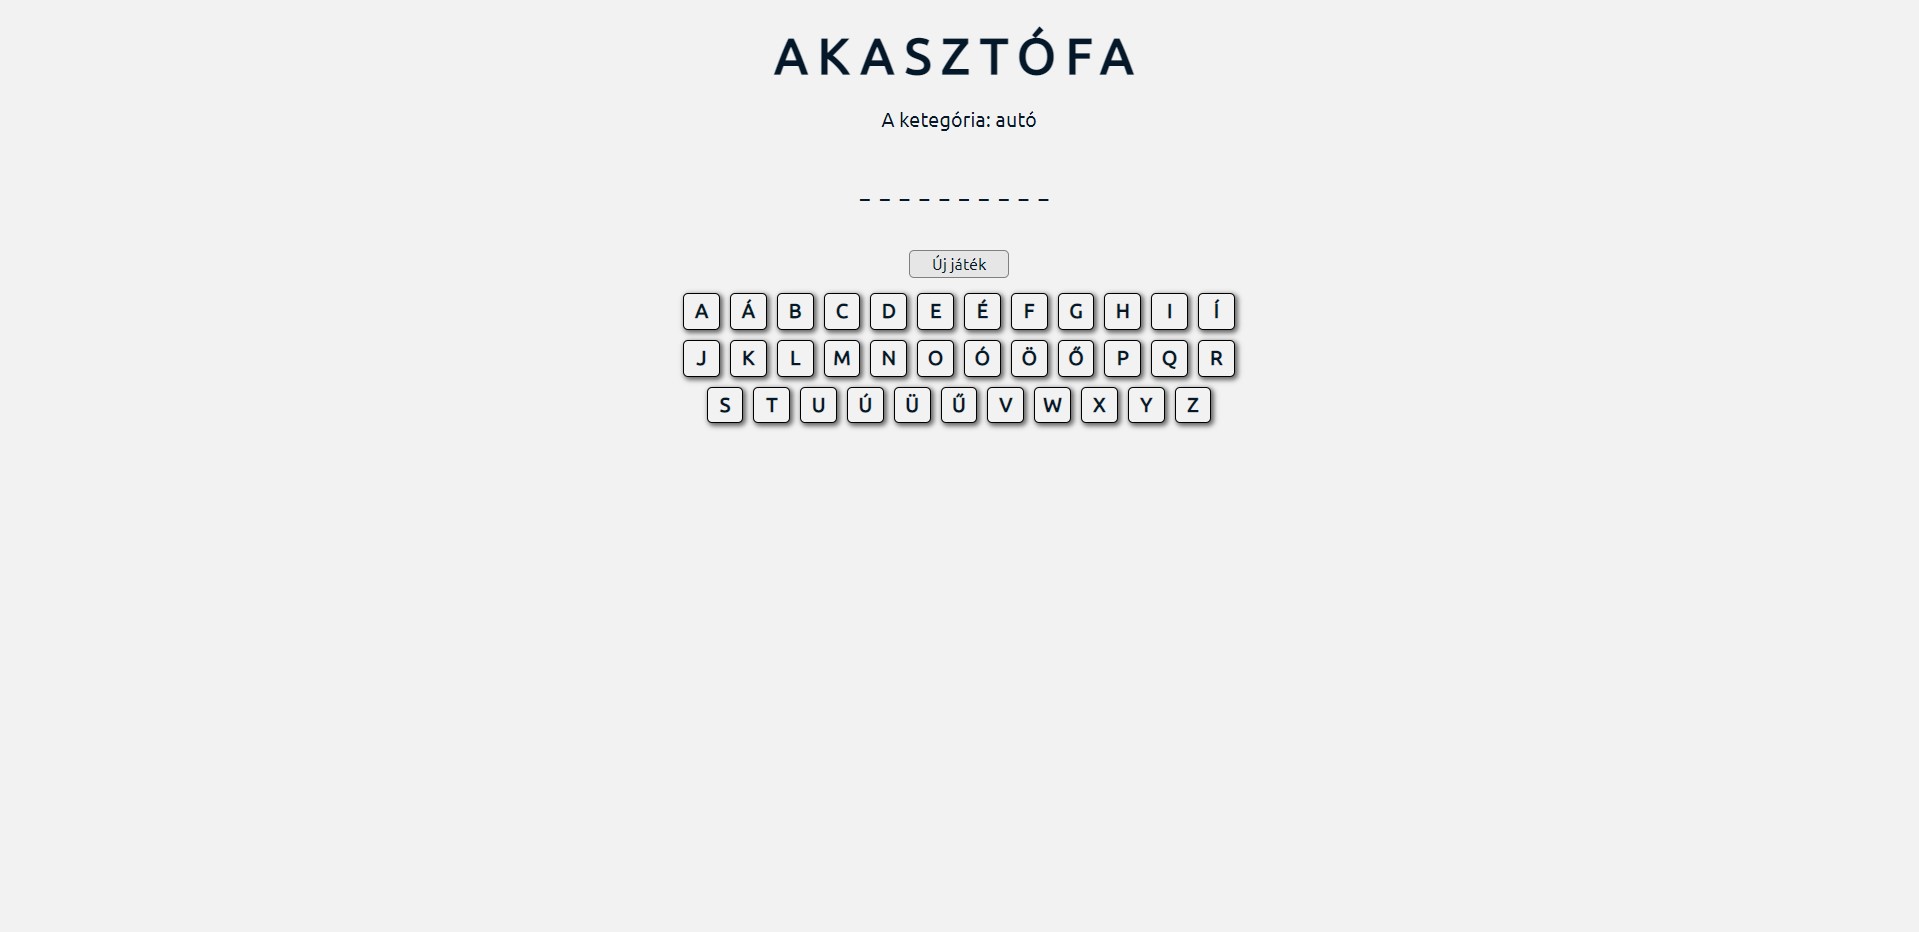 AKASZTÓFA
A ketegória: autó
_ _ _ _ _ _ _ _ _ _
Új játék
A Á B C D E É F G H I Í
J K L M N O Ó Ö Ő P Q R
S T U Ú Ü Ű V W X Y Z